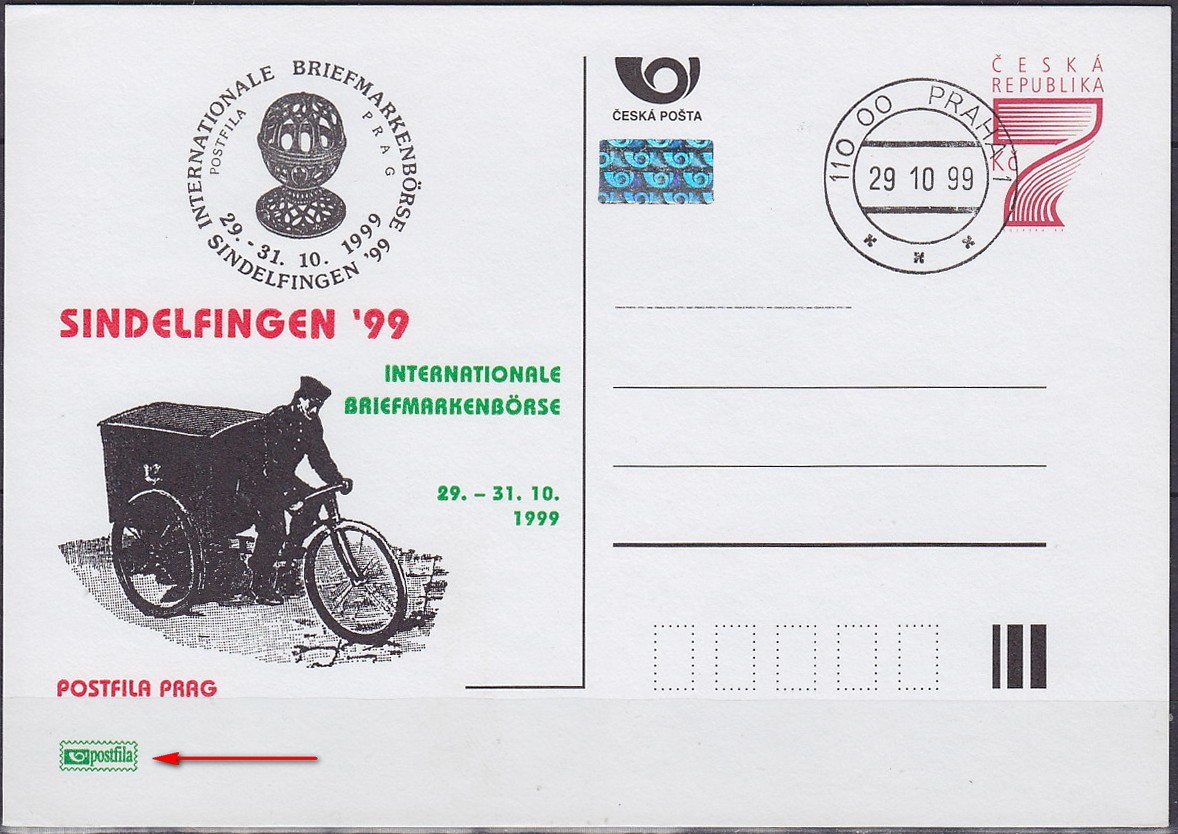 INTERNATIONALE BRIEFMARKENBÖRSE
SINDELFINGEN '99
POSTFILA
PRAG
29. - 31. 10. 1999
SINDELFINGEN '99
INTERNATIONALE
BRIEFMARKENBÖRSE
29. – 31. 10.
1999
POSTFILA PRAG
postfila
ČESKÁ POŠTA
110 00 PRAHA 1
29 10 99
ČESKÁ
REPUBLIKA
7
Kč